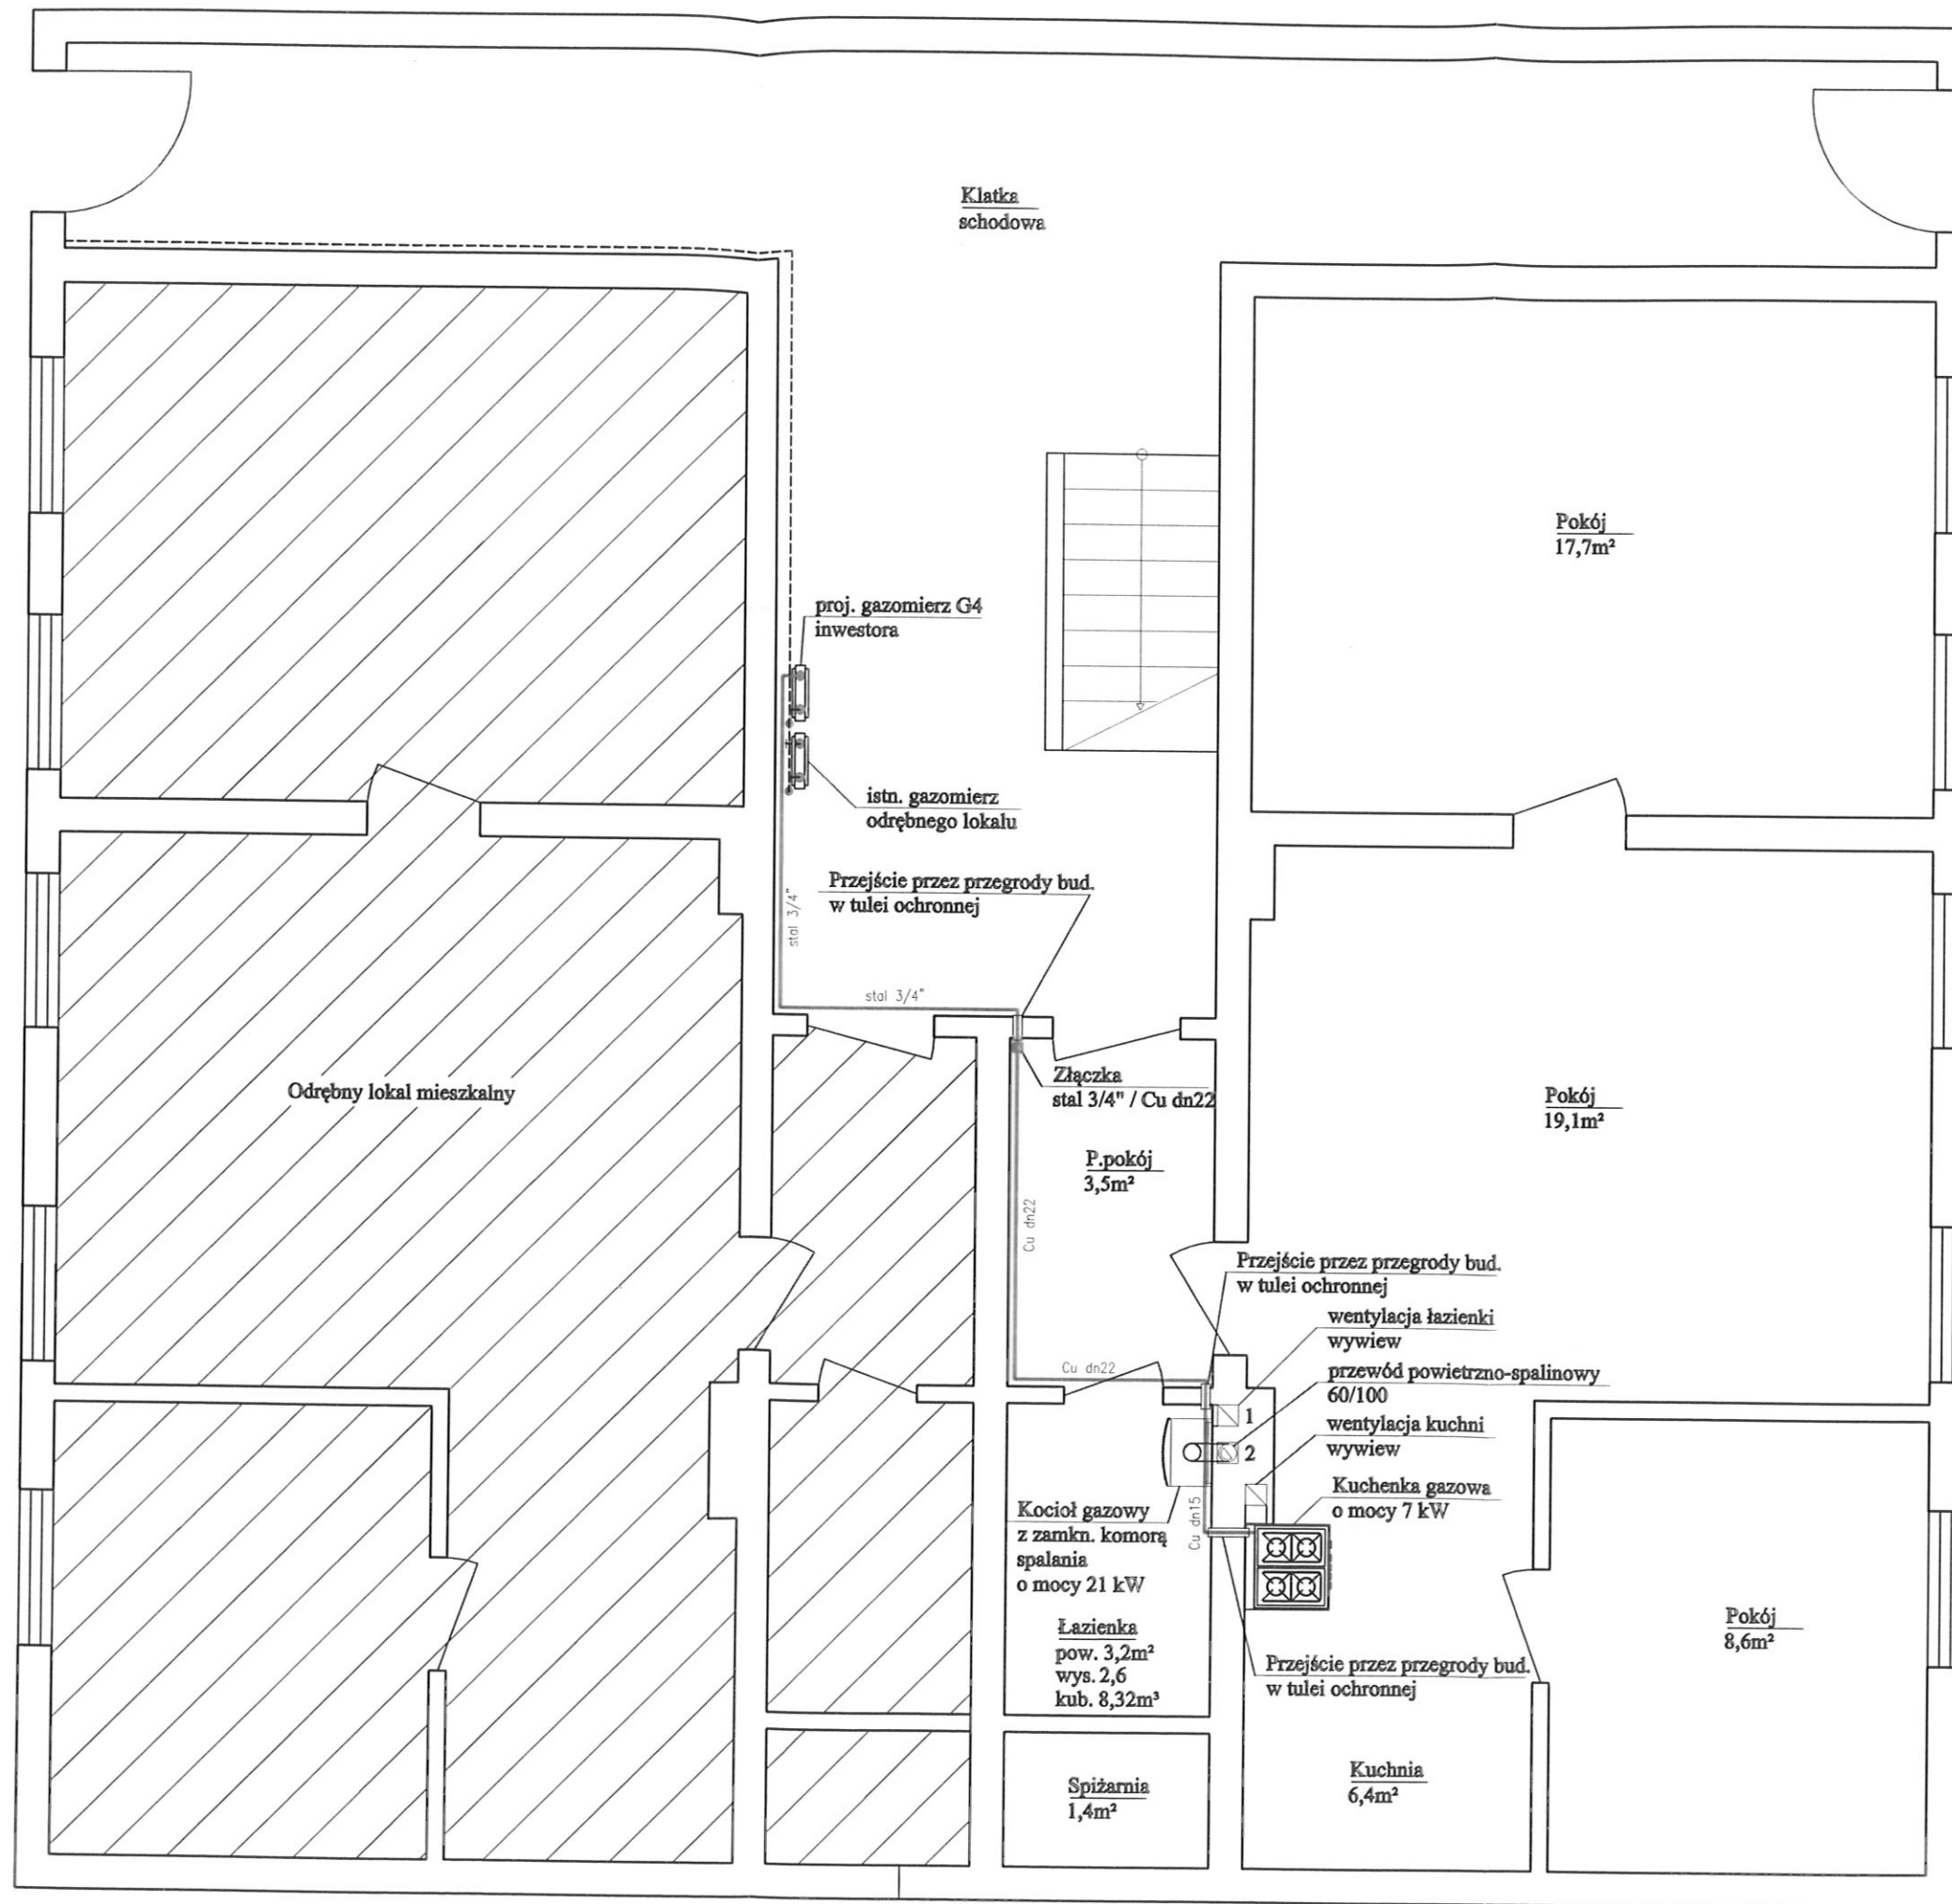 Klatka
schodowa
Pokój
17,7m²
proj. gazomierz G4
inwestora
istn. gazomierz
odrębnego lokalu
Przejście przez przegrody bud.
w tulei ochronnej
stal 3/4"
stal 3/4"
Złączka
stal 3/4" / Cu dn22
Odrębny lokal mieszkalny
Pokój
19,1m²
P.pokój
3,5m²
Cu dn22
Przejście przez przegrody bud.
w tulei ochronnej
wentylacja łazienki
wywiew
Cu dn22
przewód powietrzno-spalinowy
60/100
1
wentylacja kuchni
wywiew
2
Kuchenka gazowa
o mocy 7 kW
Kocioł gazowy
z zamkn. komorą
spalania
o mocy 21 kW
Cu dn15
Łazienka
pow. 3,2m²
wys. 2,6
kub. 8,32m³
Pokój
8,6m²
Przejście przez przegrody bud.
w tulei ochronnej
Spiżarnia
1,4m²
Kuchnia
6,4m²